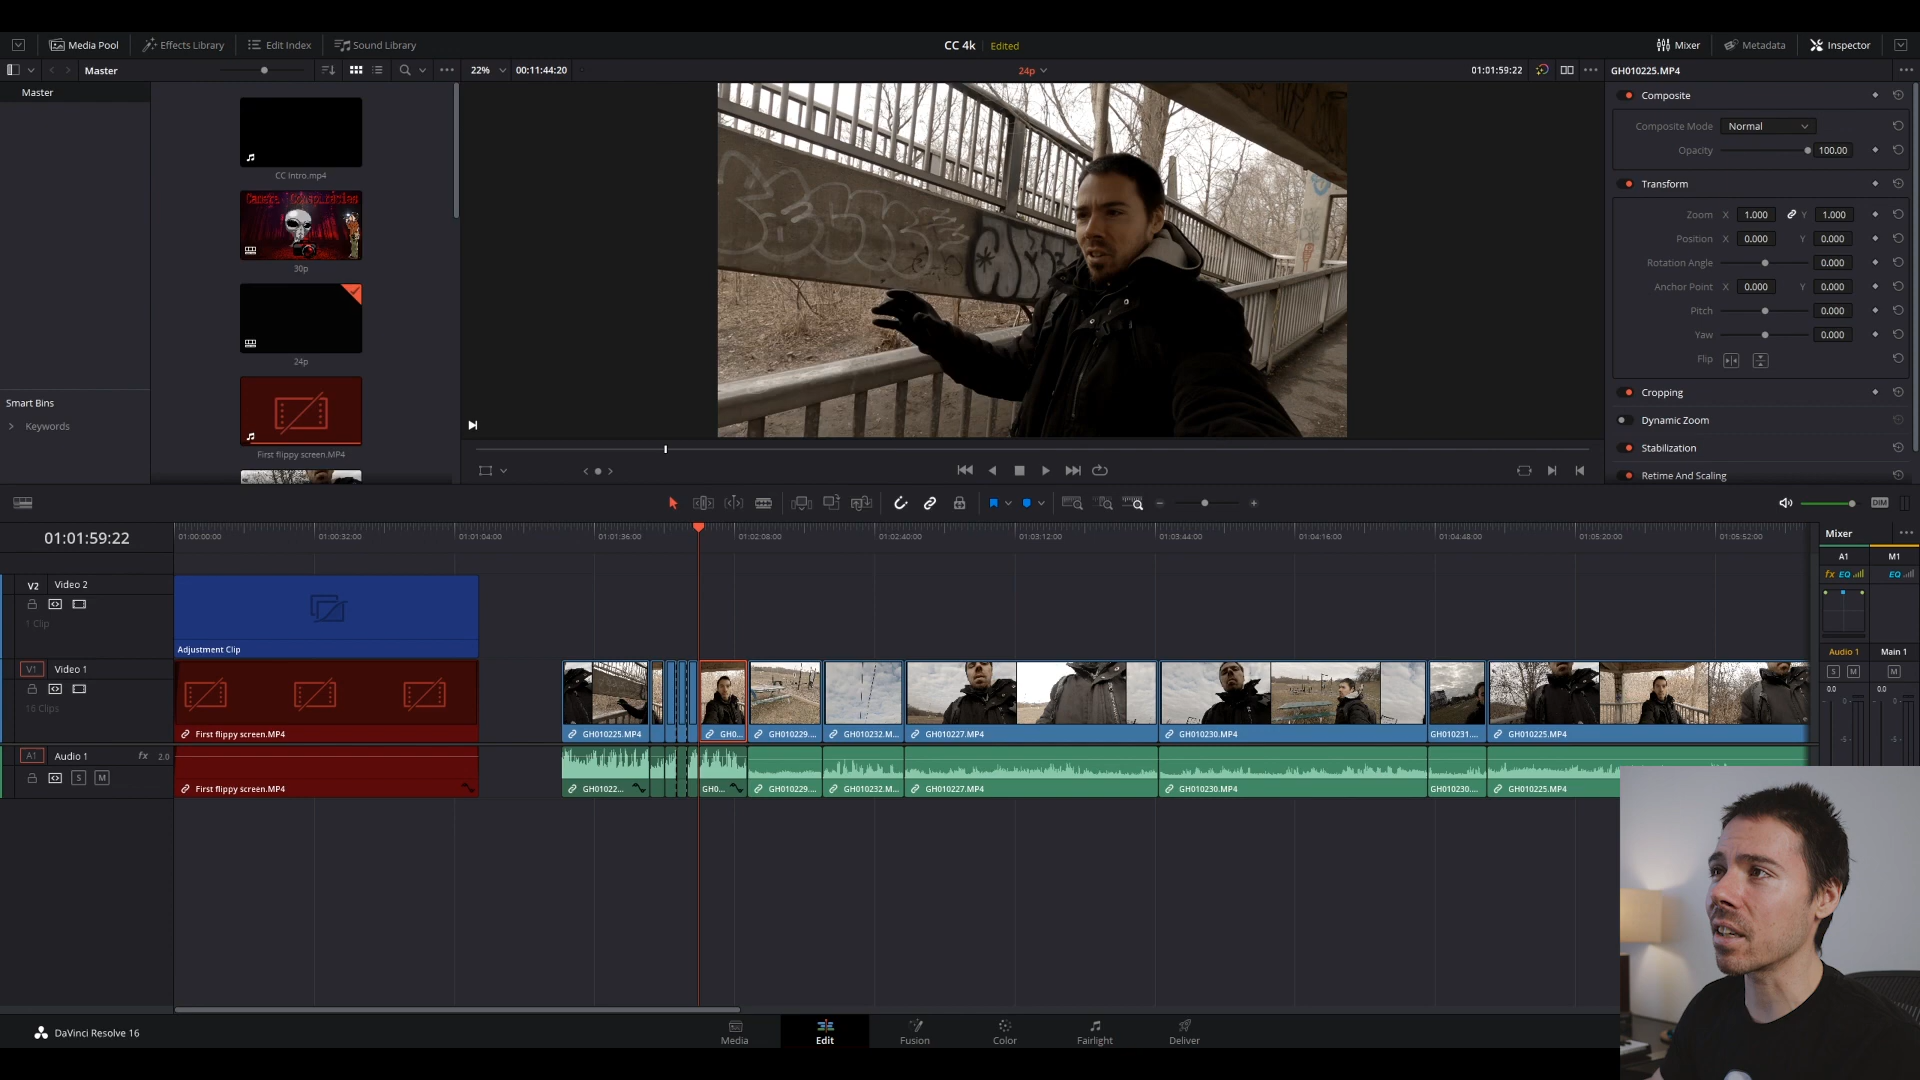 Media Pool Effects Library Edit Index Sound Library CC 4k Edited Mixer Metadata Inspector
Master 22% 00:11:44:20 24p 01:01:59:22 GH010225.MP4
Master
CC Intro.mp4
Camera Conspiracies
30p
24p
First flippy screen.MP4
Smart Bins
Keywords
Composite
Composite Mode Normal
Opacity 100.00
Transform
Zoom X 1.000 Y 1.000
Position X 0.000 Y 0.000
Rotation Angle 0.000
Anchor Point X 0.000 Y 0.000
Pitch 0.000
Yaw 0.000
Flip
Cropping
Dynamic Zoom
Stabilization
Retime And Scaling
DIM
01:01:59:22 01:00:00:00 01:00:32:00 01:01:04:00 01:01:36:00 01:02:08:00 01:02:40:00 01:03:12:00 01:03:44:00 01:04:16:00 01:04:48:00 01:05:20:00 01:05:52:00
Mixer
A1 M1
fx EQ EQ
V2 Video 2
1 Clip
Adjustment Clip
V1 Video 1
16 Clips
First flippy screen.MP4 GH010225.MP4 GH0... GH010229.... GH010232.M... GH010227.MP4 GH010230.MP4 GH010231.... GH010225.MP4
Audio 1 Main 1
S M M
0.0 0.0
-5 -5
A1 Audio 1 fx 2.0
S M
First flippy screen.MP4 GH01022... GH0... GH010229.... GH010232.M... GH010227.MP4 GH010230.MP4 GH010230.... GH010225.MP4
DaVinci Resolve 16
Media Edit Fusion Color Fairlight Deliver